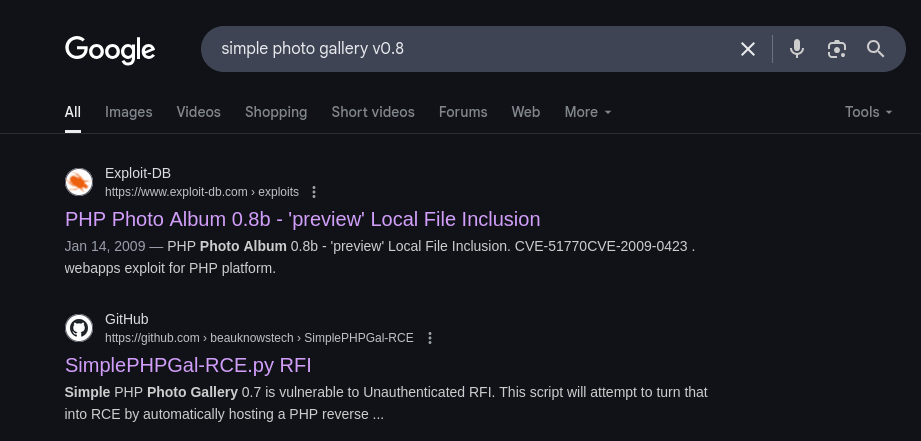 Google
simple photo gallery v0.8
All Images Videos Shopping Short videos Forums Web More Tools
Exploit-DB
https://www.exploit-db.com › exploits
PHP Photo Album 0.8b - 'preview' Local File Inclusion
Jan 14, 2009 — PHP Photo Album 0.8b - 'preview' Local File Inclusion. CVE-51770CVE-2009-0423 .
webapps exploit for PHP platform.
GitHub
https://github.com › beauknowstech › SimplePHPGal-RCE
SimplePHPGal-RCE.py RFI
Simple PHP Photo Gallery 0.7 is vulnerable to Unauthenticated RFI. This script will attempt to turn that
into RCE by automatically hosting a PHP reverse ...